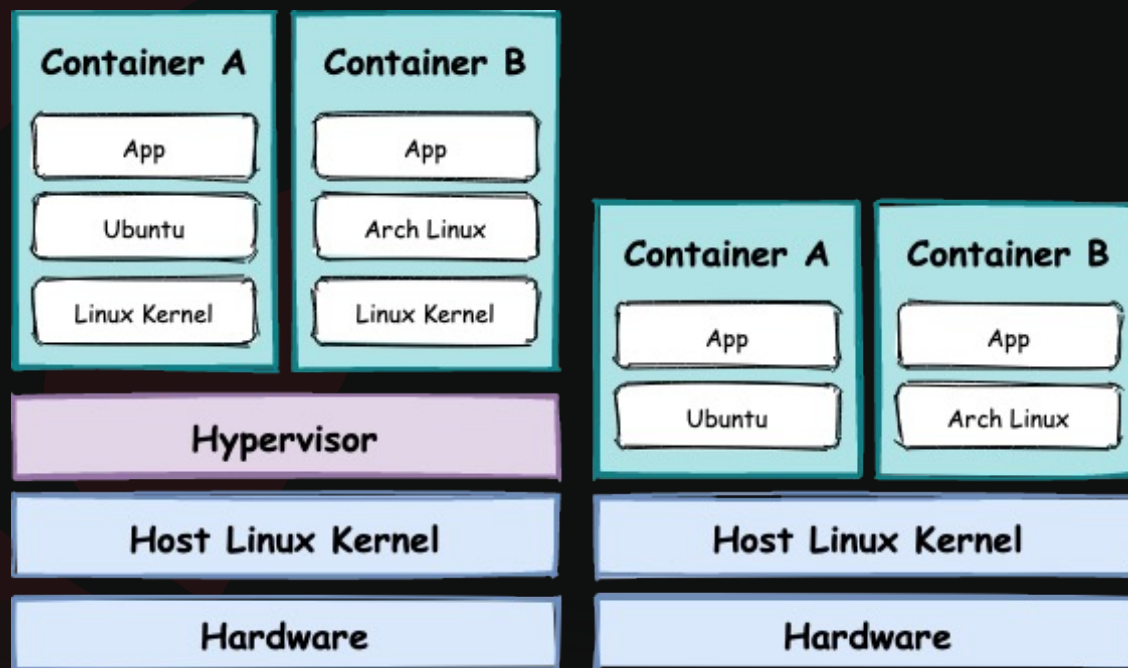 Container A
App
Ubuntu
Linux Kernel
Container B
App
Arch Linux
Linux Kernel
Hypervisor
Host Linux Kernel
Hardware
Container A
App
Ubuntu
Container B
App
Arch Linux
Host Linux Kernel
Hardware